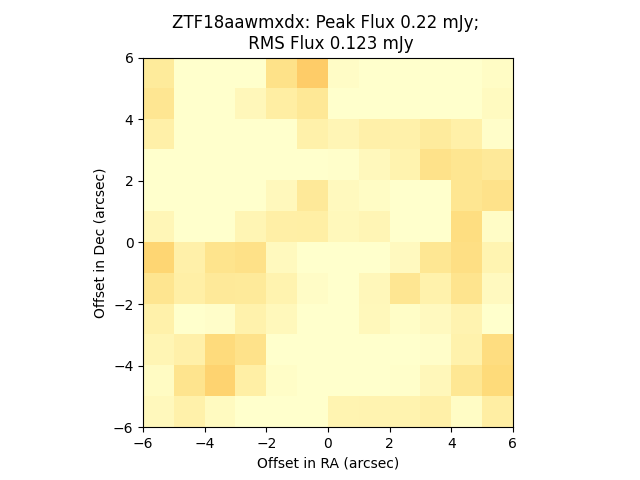 ZTF18aawmxdx: Peak Flux 0.22 mJy;
RMS Flux 0.123 mJy
6
4
2
0
−2
−4
−6
Offset in Dec (arcsec)
−6 −4 −2 0 2 4 6
Offset in RA (arcsec)